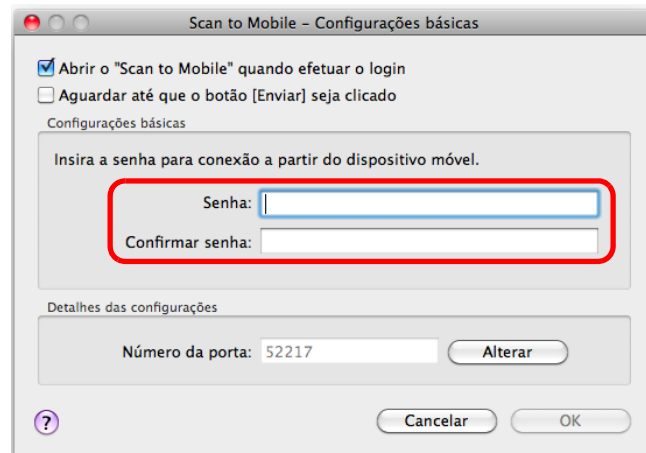 Scan to Mobile – Configurações básicas
Abrir o "Scan to Mobile" quando efetuar o login
Aguardar até que o botão [Enviar] seja clicado
Configurações básicas
Insira a senha para conexão a partir do dispositivo móvel.
Senha:
Confirmar senha:
Detalhes das configurações
Número da porta: 52217 Alterar
? Cancelar OK